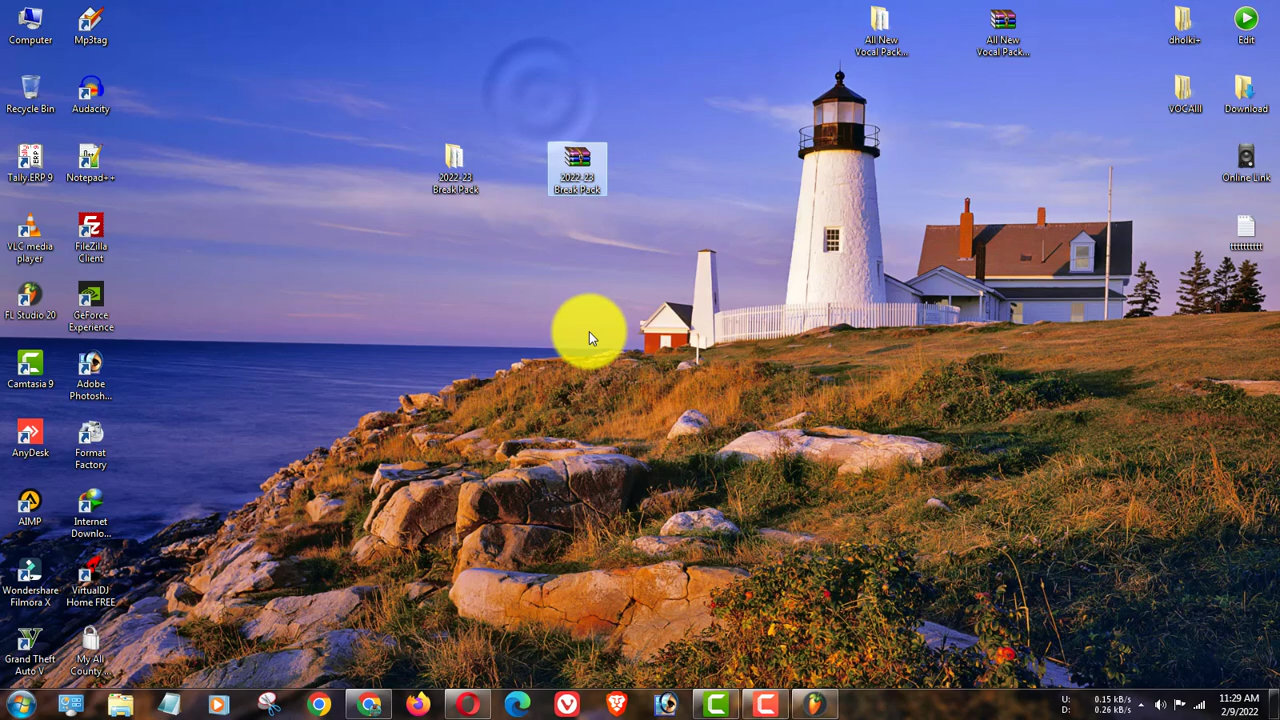 Computer
Mp3tag
All New
Vocal Pack...
All New
Vocal Pack...
dholki+
Edit
Recycle Bin
Audacity
VOCAllI
Download
Tally.ERP 9
Notepad++
2022-23
Break Pack
2022-23
Break Pack
Online Link
VLC media
player
FileZilla
Client
FL Studio 20
GeForce
Experience
Camtasia 9
Adobe
Photosh...
AnyDesk
Format
Factory
AIMP
Internet
Downlo...
Wondershare
Filmora X
VirtualDJ
Home FREE
Grand Theft
Auto V
My All
County...
U: 0.15 kB/s
D: 0.26 kB/s
11:29 AM
2/9/2022